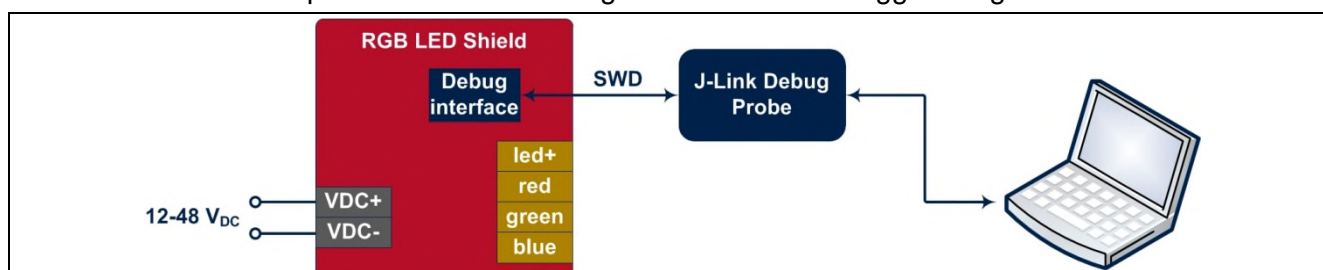 RGB LED Shield
Debug
interface
SWD
J-Link Debug
Probe
led+
red
green
blue
12-48 VDC
VDC+
VDC-